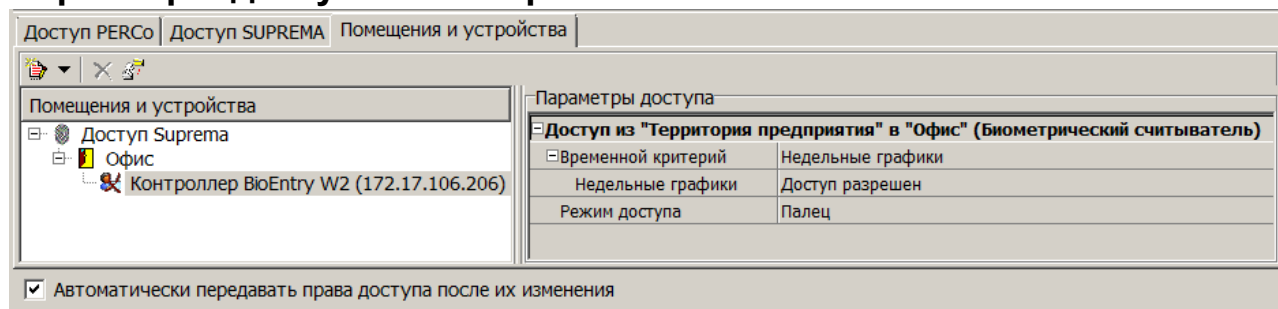 Доступ PERCo Доступ SUPREMA Помещения и устройства
Помещения и устройства
Доступ Suprema
Офис
Контроллер BioEntry W2 (172.17.106.206)
Параметры доступа
Доступ из "Территория предприятия" в "Офис" (Биометрический считыватель)
Временной критерий Недельные графики
Недельные графики Доступ разрешен
Режим доступа Палец
Автоматически передавать права доступа после их изменения